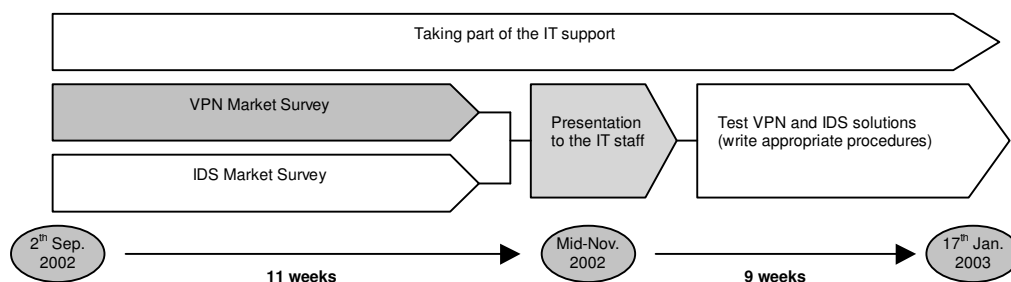 Taking part of the IT support
VPN Market Survey
IDS Market Survey
Presentation
to the IT staff
Test VPN and IDS solutions
(write appropriate procedures)
2th Sep.
2002
11 weeks
Mid-Nov.
2002
9 weeks
17th Jan.
2003